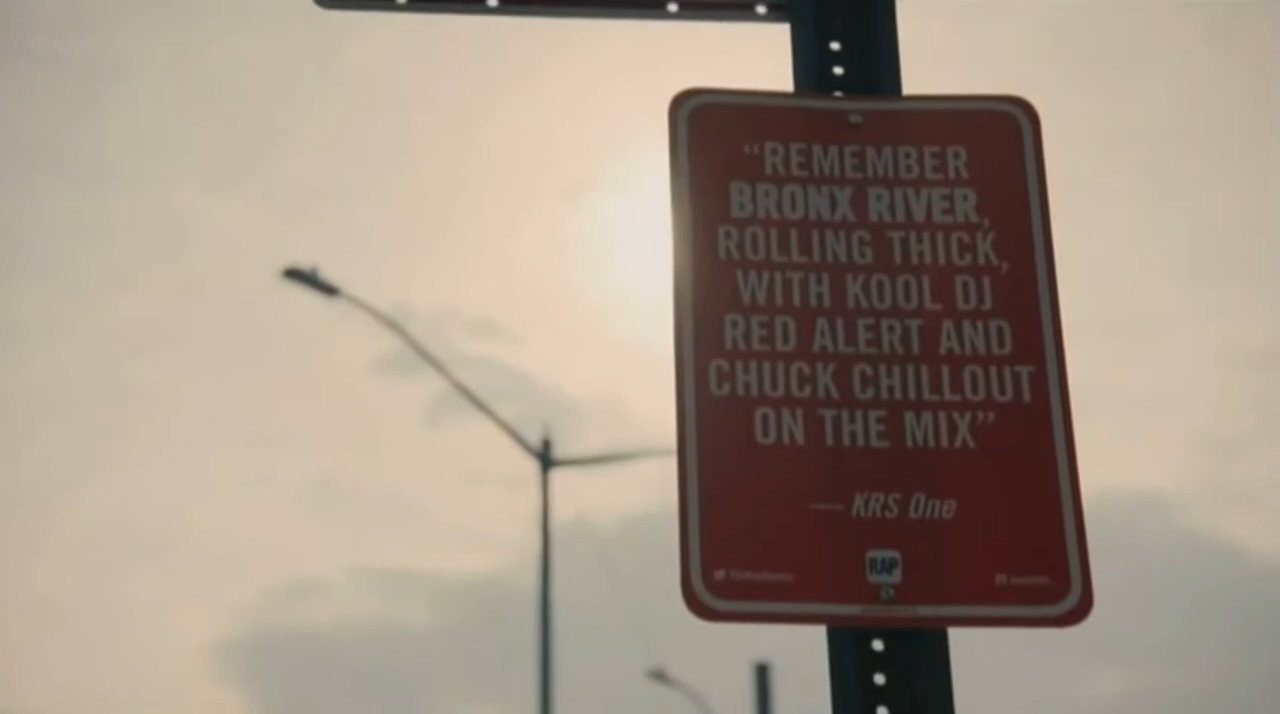 “REMEMBER
BRONX RIVER,
ROLLING THICK,
WITH KOOL DJ
RED ALERT AND
CHUCK CHILLOUT
ON THE MIX”
— KRS One
RAP